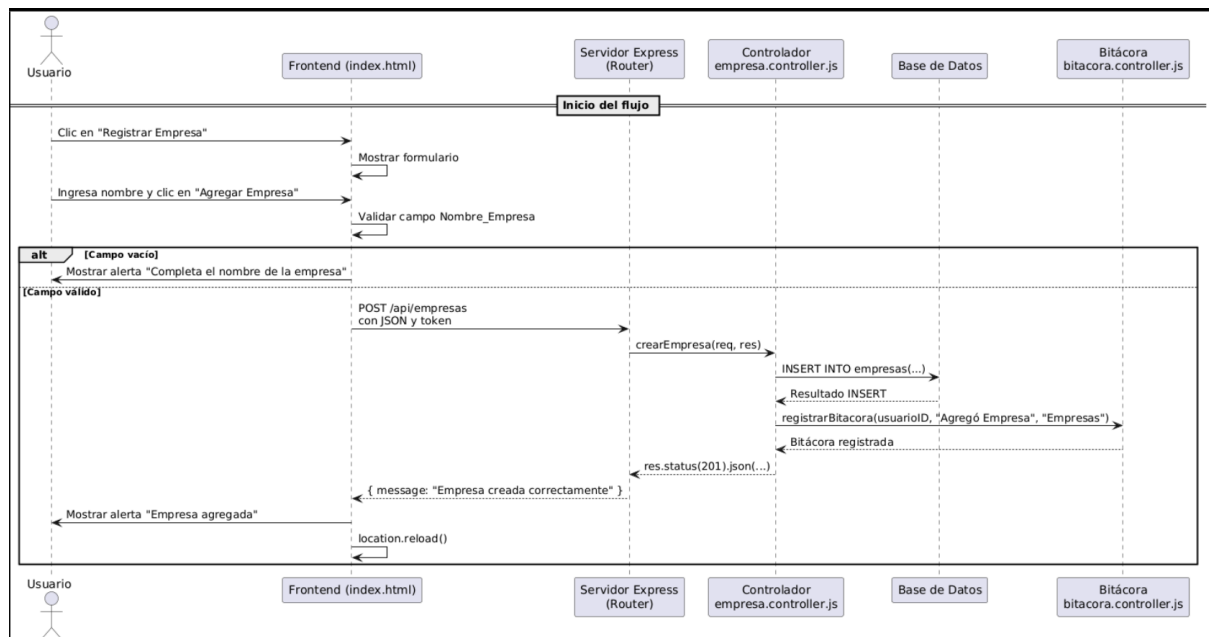 Usuario
Frontend (index.html)
Servidor Express
(Router)
Controlador
empresa.controller.js
Base de Datos
Bitácora
bitacora.controller.js
Inicio del flujo
Clic en "Registrar Empresa"
Mostrar formulario
Ingresa nombre y clic en "Agregar Empresa"
Validar campo Nombre_Empresa
alt [Campo vacío]
Mostrar alerta "Completa el nombre de la empresa"
[Campo válido]
POST /api/empresas
con JSON y token
crearEmpresa(req, res)
INSERT INTO empresas(...)
Resultado INSERT
registrarBitacora(usuarioID, "Agregó Empresa", "Empresas")
Bitácora registrada
res.status(201).json(...)
{ message: "Empresa creada correctamente" }
Mostrar alerta "Empresa agregada"
location.reload()
Usuario
Frontend (index.html)
Servidor Express
(Router)
Controlador
empresa.controller.js
Base de Datos
Bitácora
bitacora.controller.js